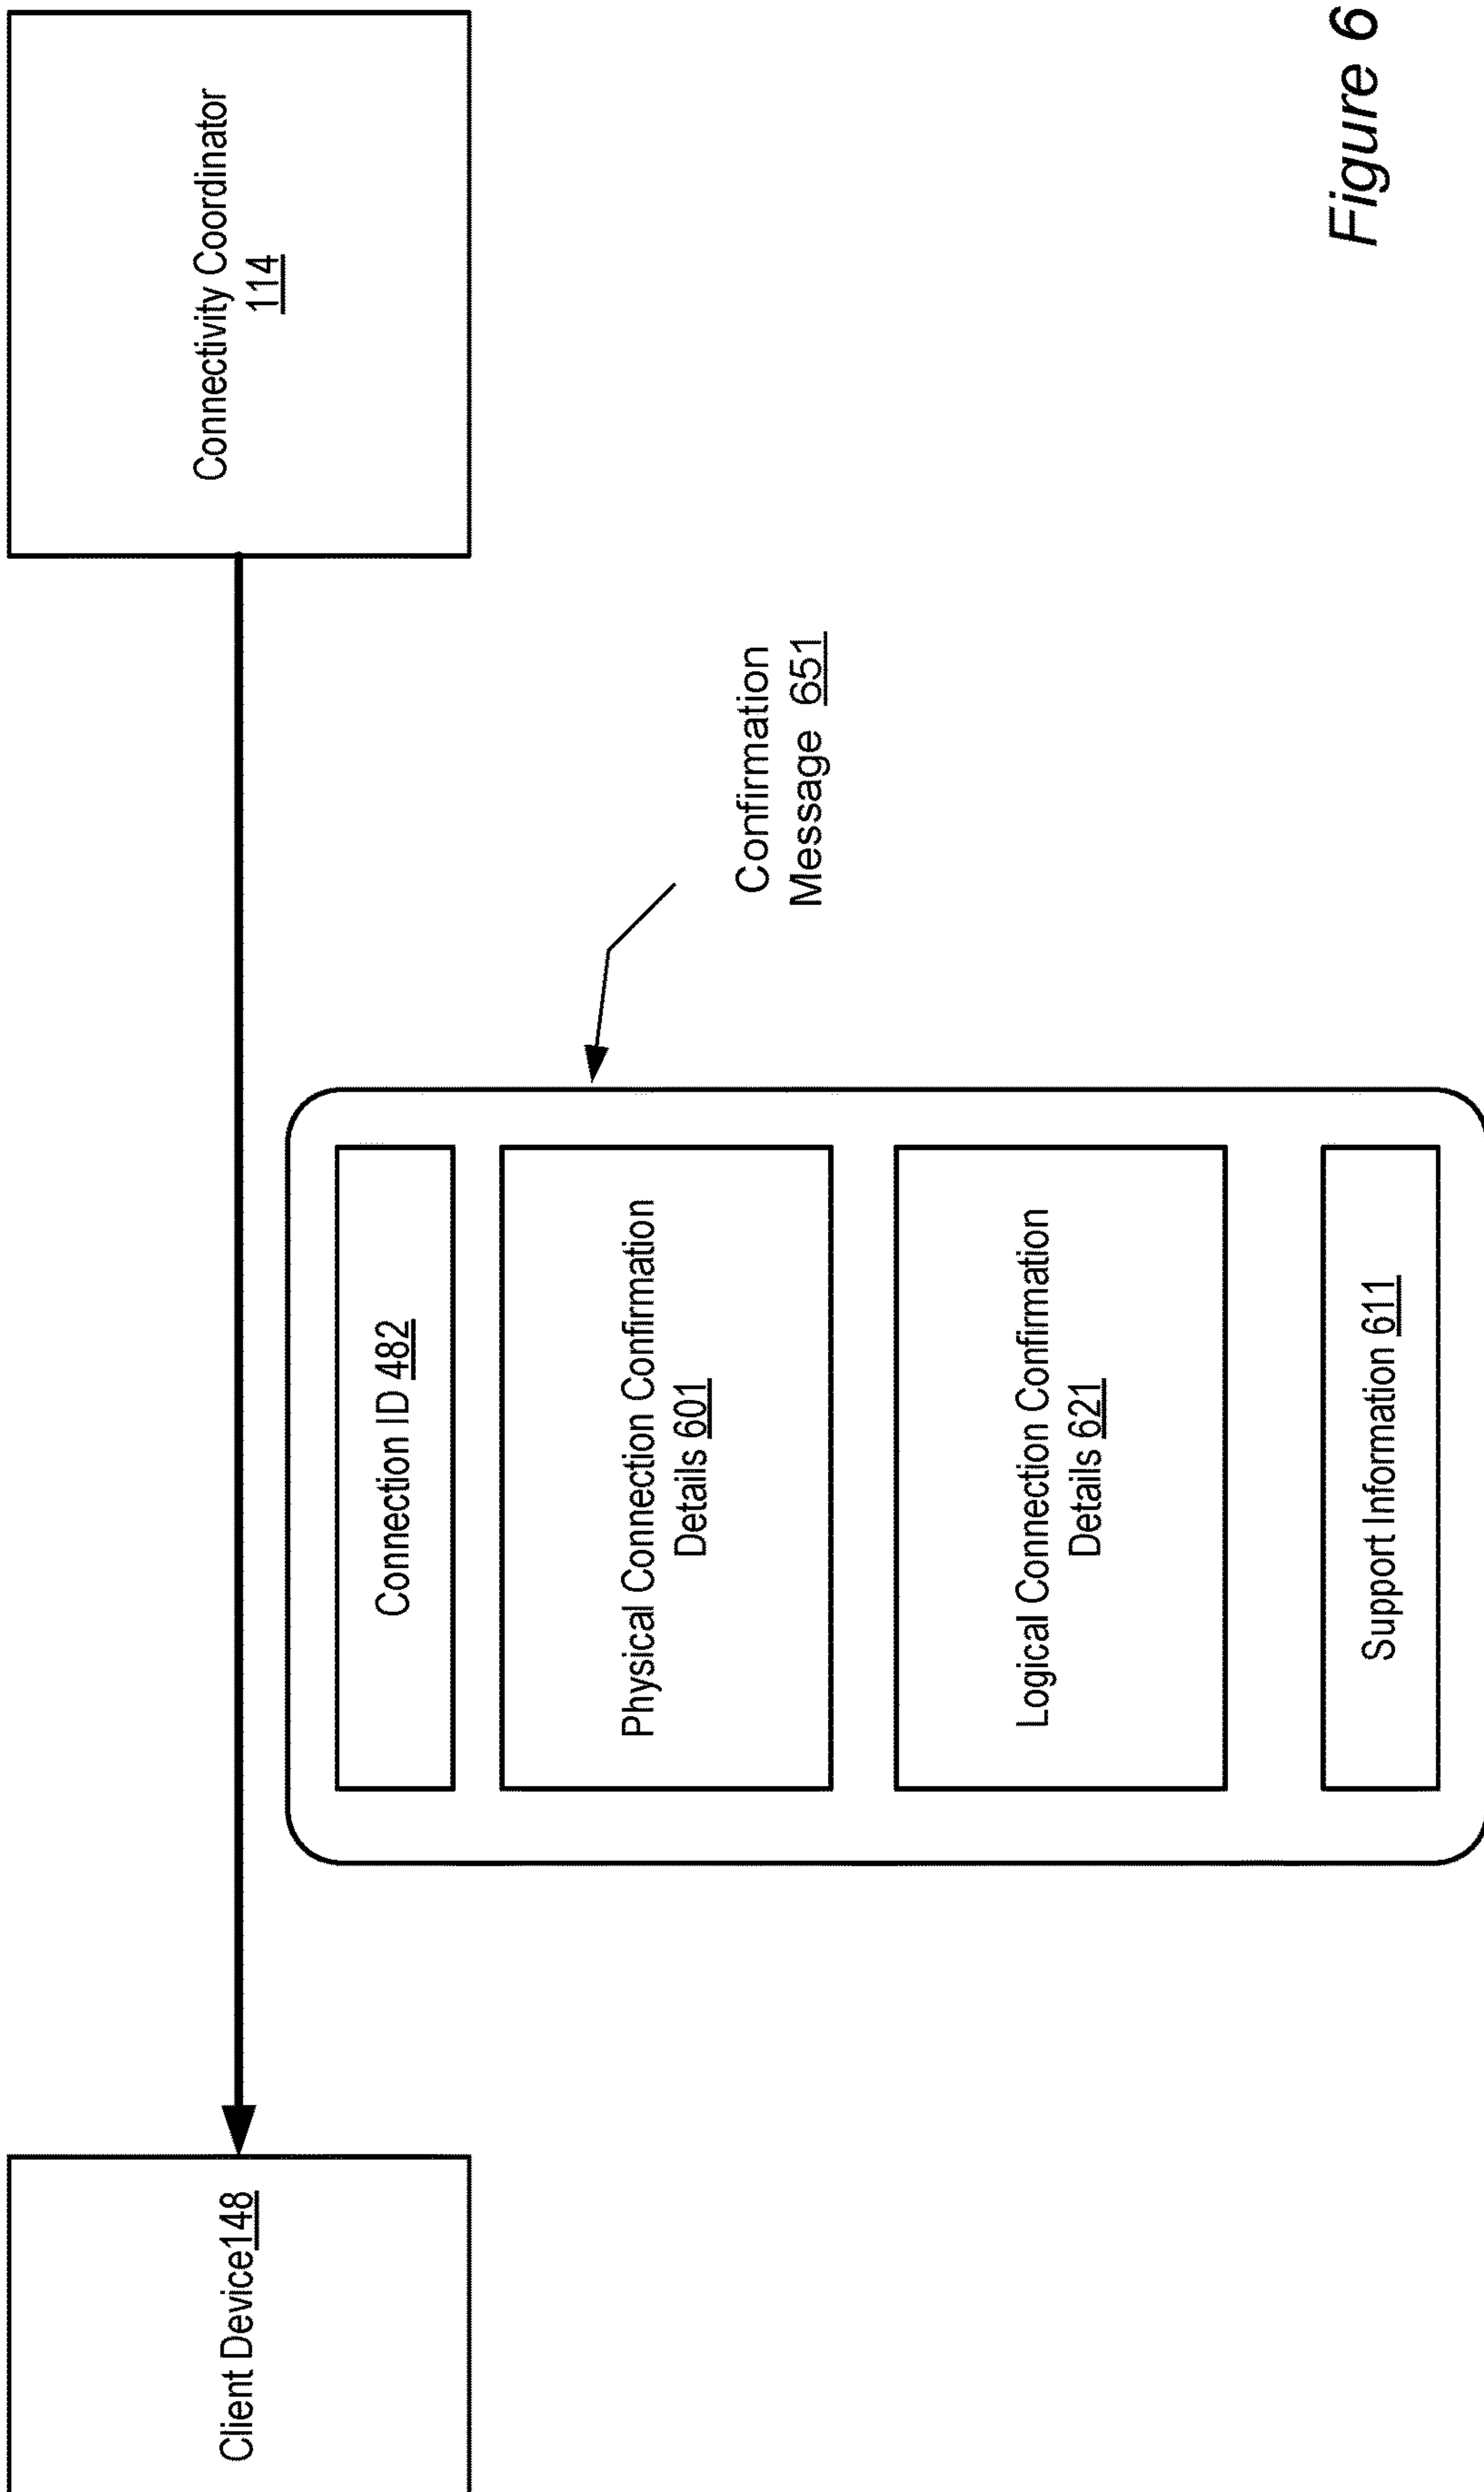 Client Device148
Connectivity Coordinator
114
Connection ID 482
Physical Connection Confirmation
Details 601
Logical Connection Confirmation
Details 621
Support Information 611
Confirmation
Message 651
Figure 6